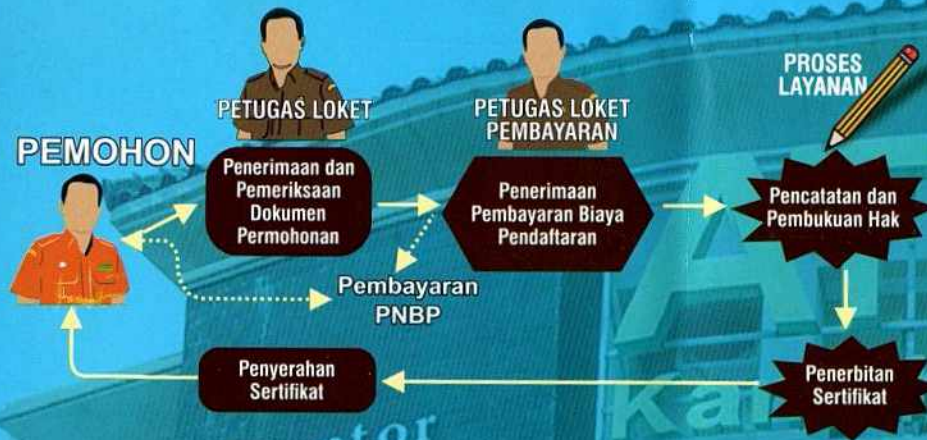 PEMOHON
PETUGAS LOKET
Penerimaan dan
Pemeriksaan
Dokumen
Permohonan
PETUGAS LOKET
PEMBAYARAN
Penerimaan
Pembayaran Biaya
Pendaftaran
Pembayaran
PNBP
PROSES
LAYANAN
Pencatatan dan
Pembukuan Hak
Penerbitan
Sertifikat
Penyerahan
Sertifikat